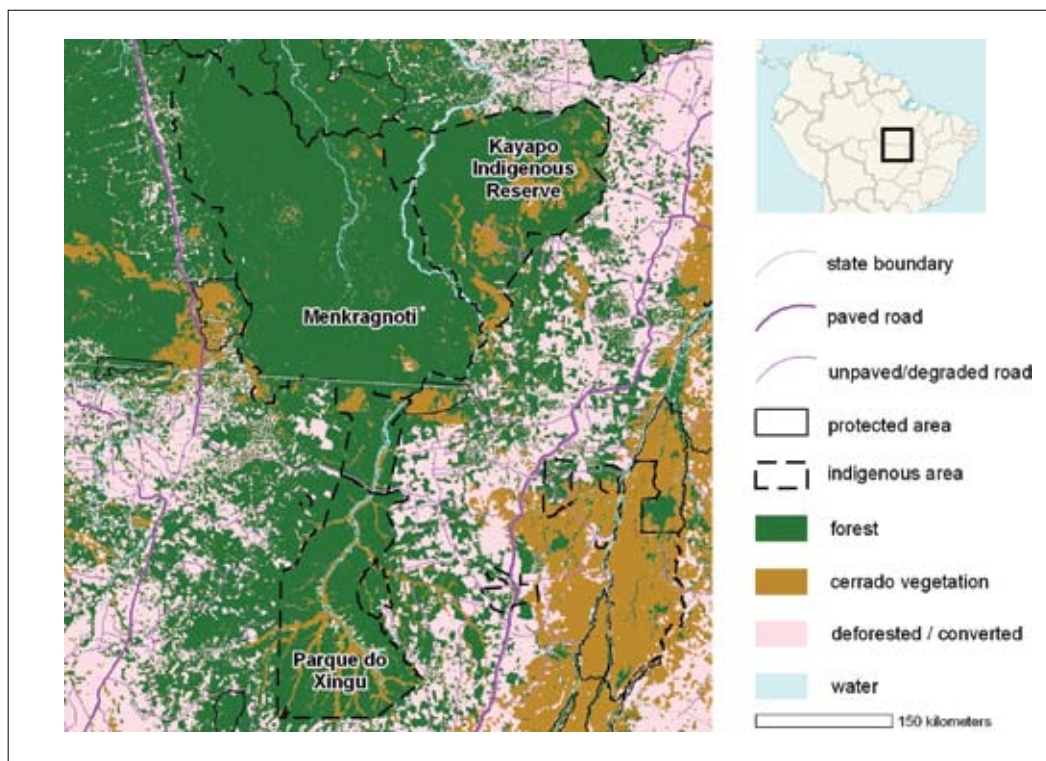 Kayapo
Indigenous
Reserve
Menkragnoti
Parque do
Xingu
state boundary
paved road
unpaved/degraded road
protected area
indigenous area
forest
cerrado vegetation
deforested / converted
water
150 kilometers